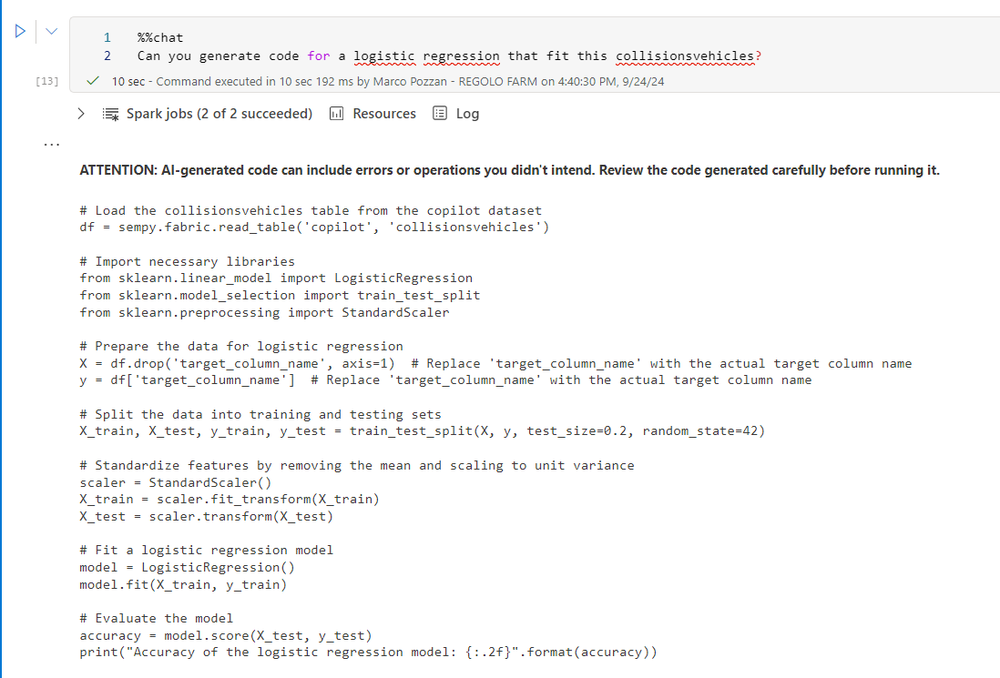 1 %%chat
2 Can you generate code for a logistic regression that fit this collisionsvehicles?
[13] 10 sec - Command executed in 10 sec 192 ms by Marco Pozzan - REGOLO FARM on 4:40:30 PM, 9/24/24
Spark jobs (2 of 2 succeeded) Resources Log
...
ATTENTION: AI-generated code can include errors or operations you didn't intend. Review the code generated carefully before running it.
# Load the collisionsvehicles table from the copilot dataset
df = sempy.fabric.read_table('copilot', 'collisionsvehicles')
# Import necessary libraries
from sklearn.linear_model import LogisticRegression
from sklearn.model_selection import train_test_split
from sklearn.preprocessing import StandardScaler
# Prepare the data for logistic regression
X = df.drop('target_column_name', axis=1)  # Replace 'target_column_name' with the actual target column name
y = df['target_column_name']  # Replace 'target_column_name' with the actual target column name
# Split the data into training and testing sets
X_train, X_test, y_train, y_test = train_test_split(X, y, test_size=0.2, random_state=42)
# Standardize features by removing the mean and scaling to unit variance
scaler = StandardScaler()
X_train = scaler.fit_transform(X_train)
X_test = scaler.transform(X_test)
# Fit a logistic regression model
model = LogisticRegression()
model.fit(X_train, y_train)
# Evaluate the model
accuracy = model.score(X_test, y_test)
print("Accuracy of the logistic regression model: {:.2f}".format(accuracy))